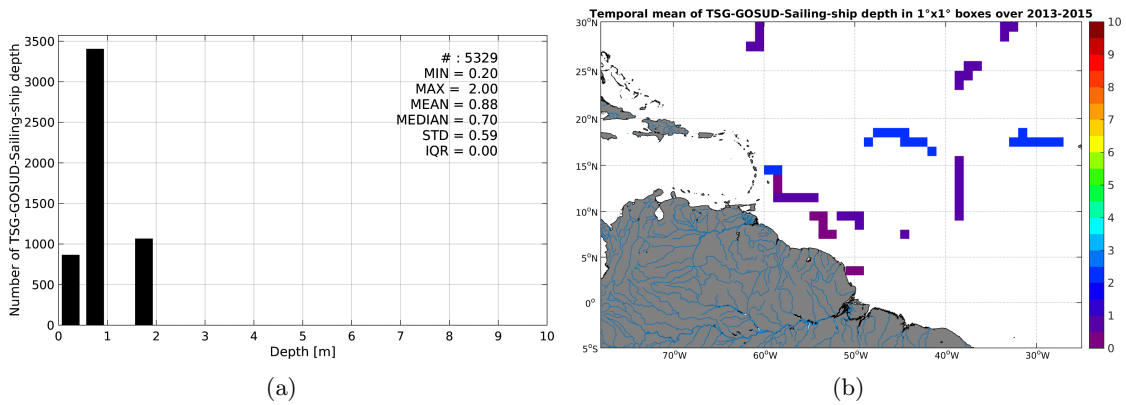 Number of TSG-GOSUD-Sailing-ship depth
3500
3000
2500
2000
1500
1000
500
0
# : 5329
MIN = 0.20
MAX = 2.00
MEAN = 0.88
MEDIAN = 0.70
STD = 0.59
IQR = 0.00
0 1 2 3 4 5 6 7 8 9 10
Depth [m]
(a)
Temporal mean of TSG-GOSUD-Sailing-ship depth in 1°x1° boxes over 2013-2015
30°N
25°N
20°N
15°N
10°N
5°N
0°
5°S
70°W 60°W 50°W 40°W 30°W
10
9
8
7
6
5
4
3
2
1
0
(b)